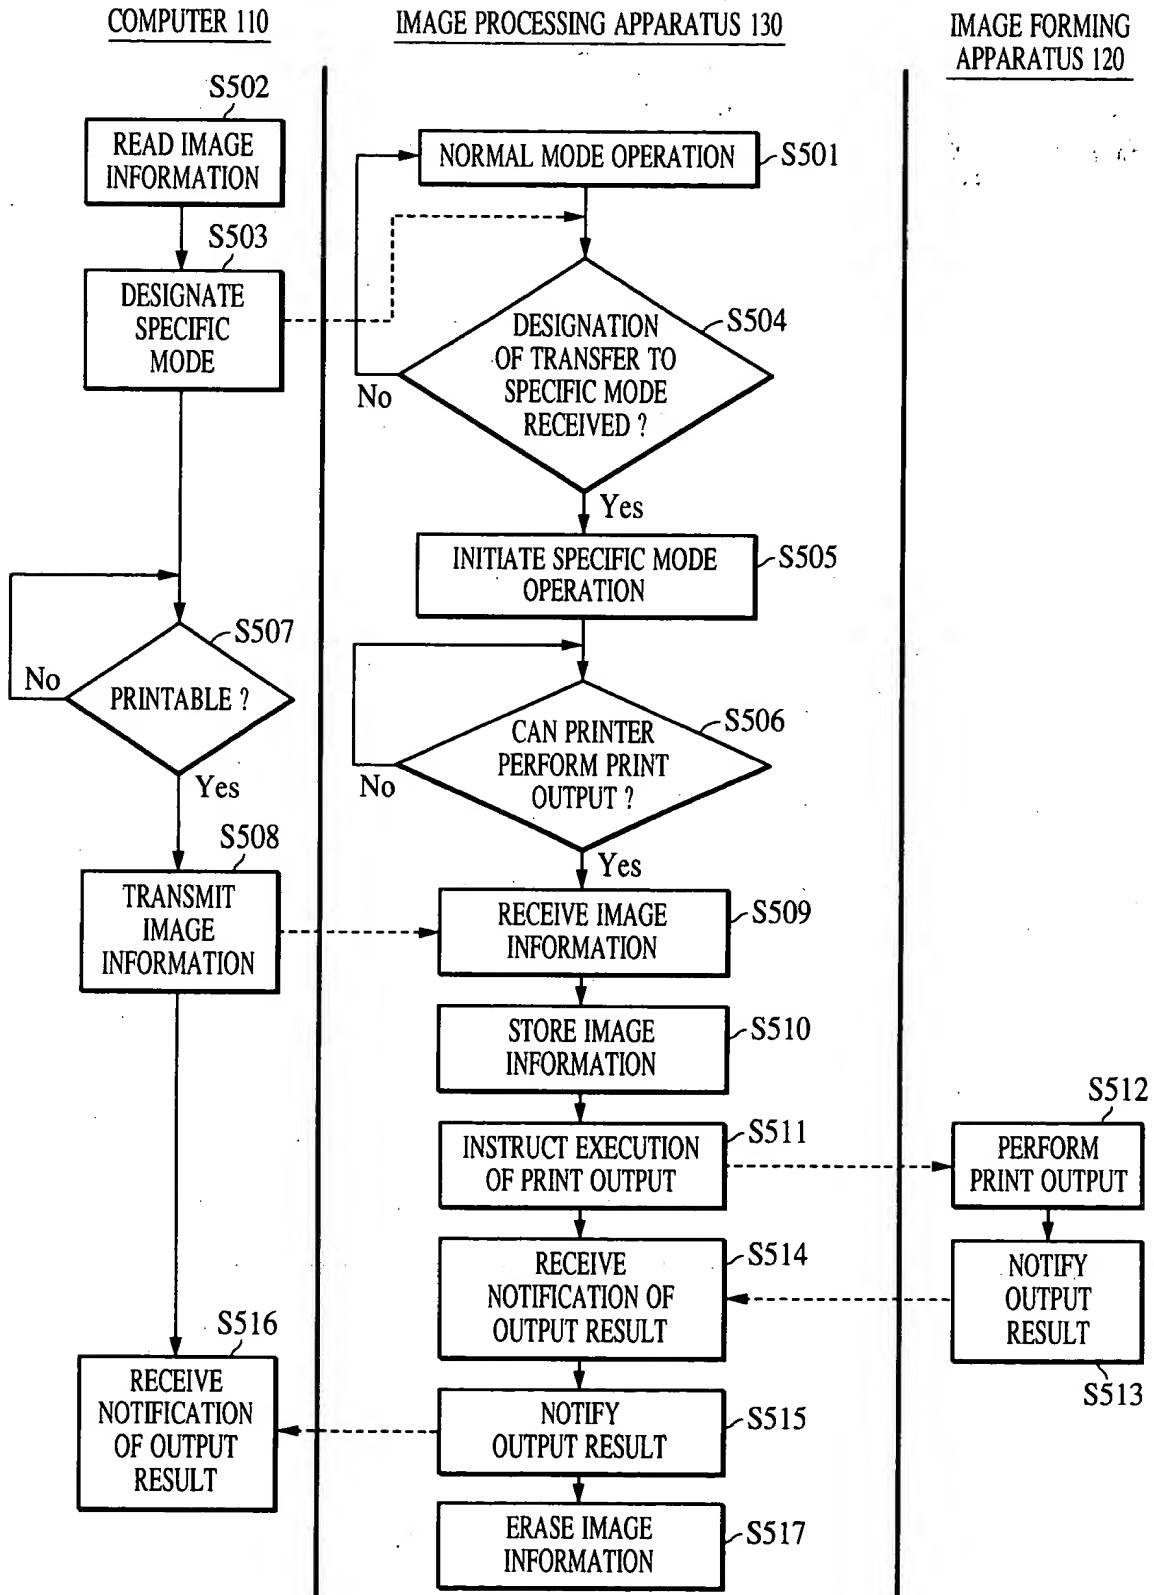 COMPUTER 110
IMAGE PROCESSING APPARATUS 130
IMAGE FORMING
APPARATUS 120
S502
READ IMAGE
INFORMATION
NORMAL MODE OPERATION
S501
S503
DESIGNATE
SPECIFIC
MODE
S504
DESIGNATION
OF TRANSFER TO
SPECIFIC MODE
RECEIVED ?
No
Yes
INITIATE SPECIFIC MODE
OPERATION
S505
S507
PRINTABLE ?
No
Yes
S506
CAN PRINTER
PERFORM PRINT
OUTPUT ?
No
Yes
S508
TRANSMIT
IMAGE
INFORMATION
RECEIVE IMAGE
INFORMATION
S509
STORE IMAGE
INFORMATION
S510
INSTRUCT EXECUTION
OF PRINT OUTPUT
S511
S512
PERFORM
PRINT OUTPUT
RECEIVE
NOTIFICATION OF
OUTPUT RESULT
S514
NOTIFY
OUTPUT
RESULT
S513
S516
RECEIVE
NOTIFICATION
OF OUTPUT
RESULT
NOTIFY
OUTPUT RESULT
S515
ERASE IMAGE
INFORMATION
S517